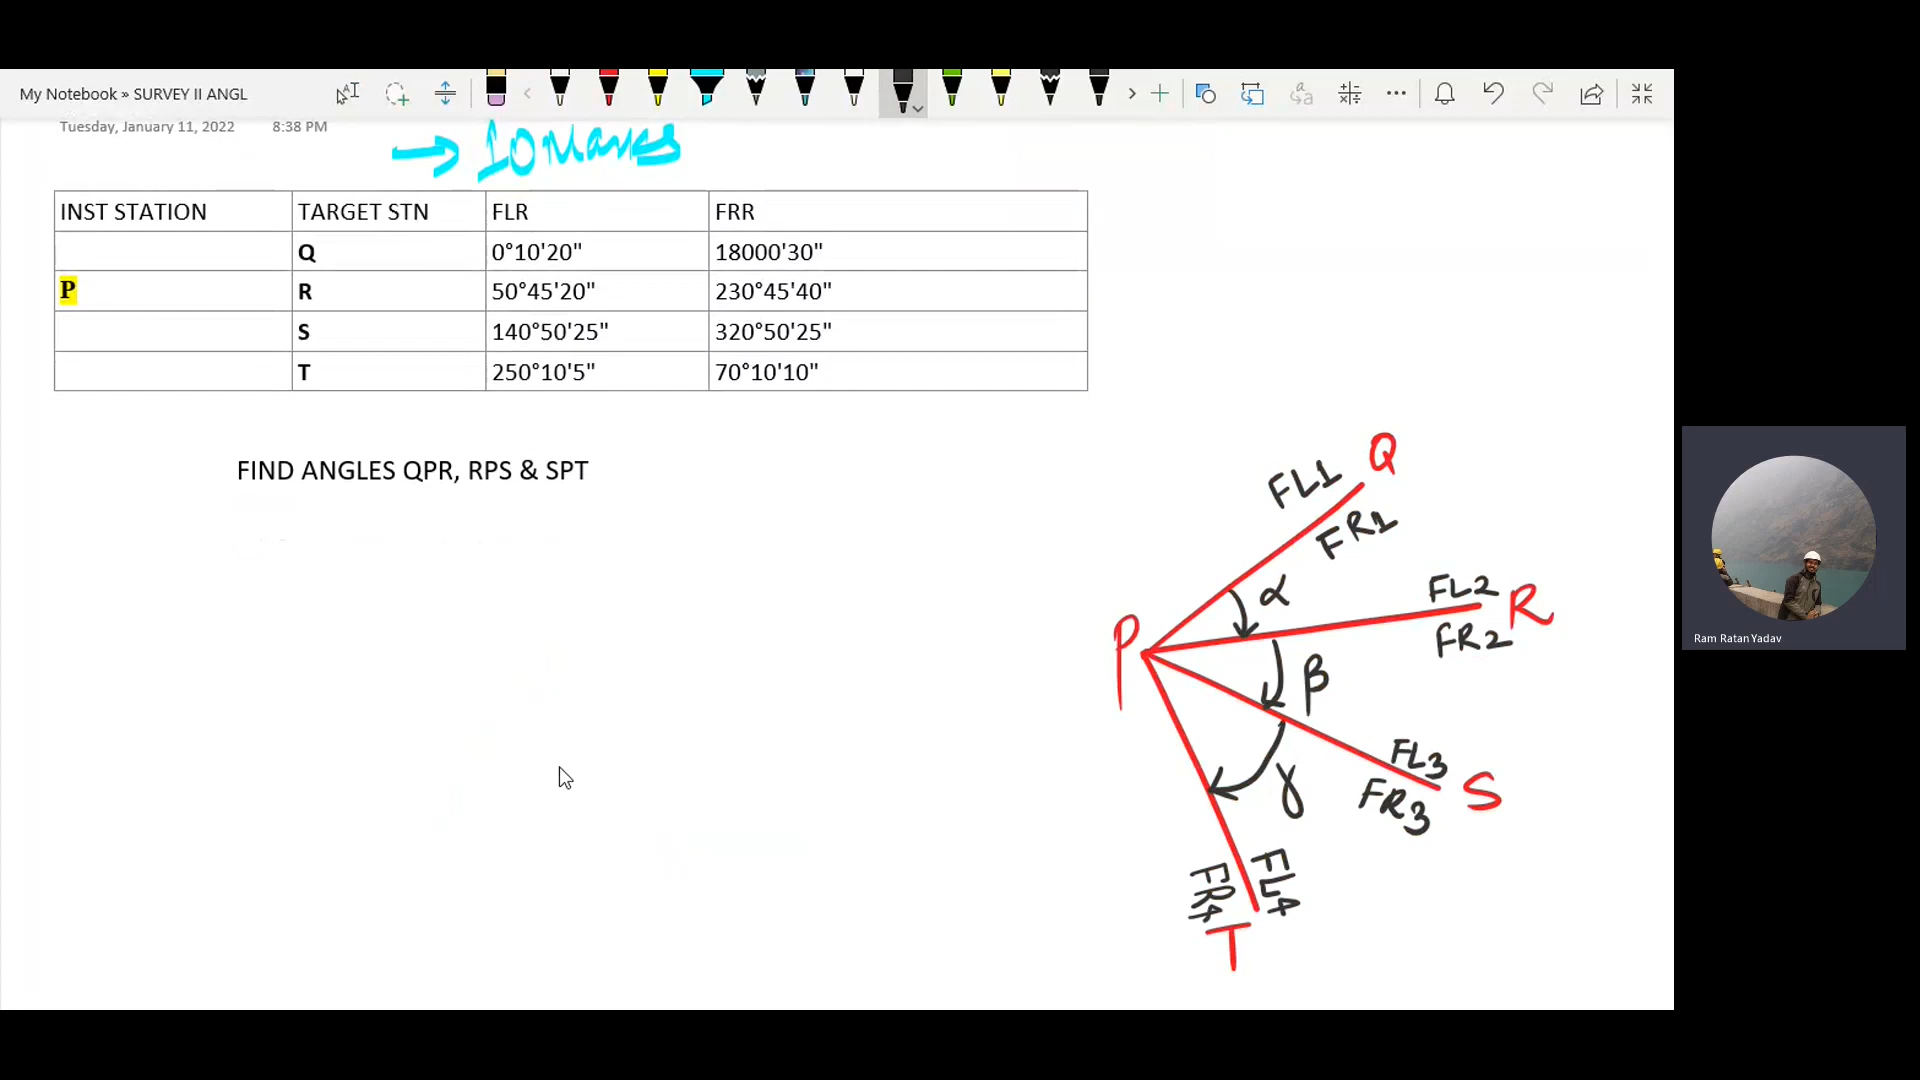 My Notebook » SURVEY II ANGL
Tuesday, January 11, 2022 8:38 PM
→ 10 Marks
INST STATION TARGET STN FLR FRR
Q 0°10'20" 18000'30"
P R 50°45'20" 230°45'40"
S 140°50'25" 320°50'25"
T 250°10'5" 70°10'10"
FIND ANGLES QPR, RPS & SPT
Q
FL1
FR1
α
FL2
R
FR2
P
β
FL3
S
FR3
γ
FR4
FL4
T
Ram Ratan Yadav